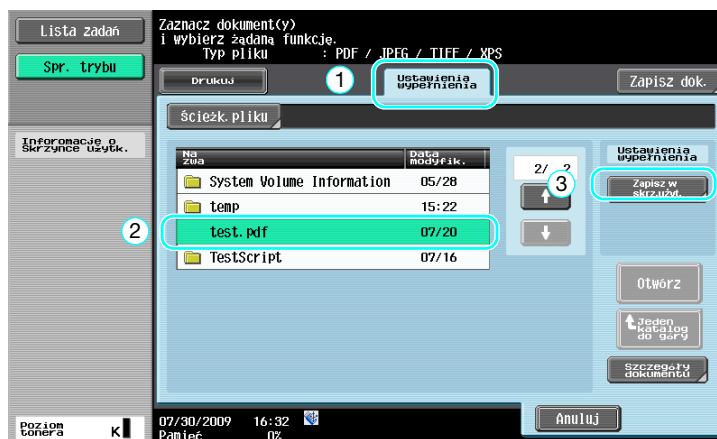 Lista zadań
Spr. trybu
Zaznacz dokument(y)
i wybierz żądaną funkcję.
Typ pliku : PDF / JPEG / TIFF / XPS
Drukuj
1
Ustawienia
wypełnienia
Zapisz dok.
Ścieżk. pliku
Inforomacje o
Skrzynce użytk.
Na
zwa
Data
modyfik.
System Volume Information 05/28
temp 15:22
2
test.pdf 07/20
TestScript 07/16
2/ 2
3
Ustawienia
wypełnienia
Zapisz w
skrz.użyt.
Otwórz
Jeden
katalog
do góry
Szczegóły
dokumentu
Anuluj
Poziom
tonera K
07/30/2009 16:32
Pamięć 0%